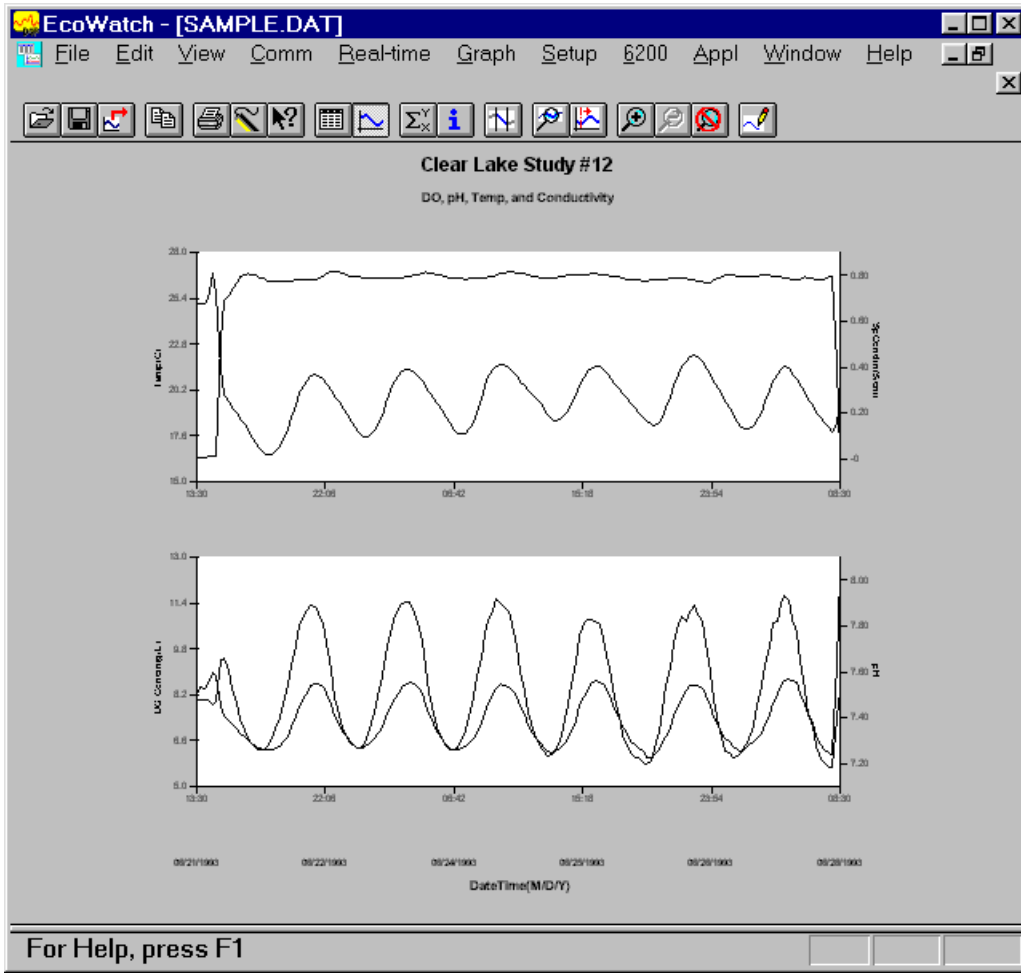 EcoWatch - [SAMPLE.DAT]
File Edit View Comm Real-time Graph Setup 6200 Appl Window Help
Clear Lake Study #12
DO, pH, Temp, and Conductivity
28.0
25.4
22.8
20.2
17.6
15.0
Temp(C)
0.80
0.60
0.40
0.20
-0
13:30 22:06 06:42 15:18 23:54 08:30
13.0
11.4
9.8
8.2
6.6
5.0
8.00
7.80
7.60
7.40
7.20
pH
13:30 22:06 06:42 15:18 23:54 08:30
DateTime(M/D/Y)
For Help, press F1